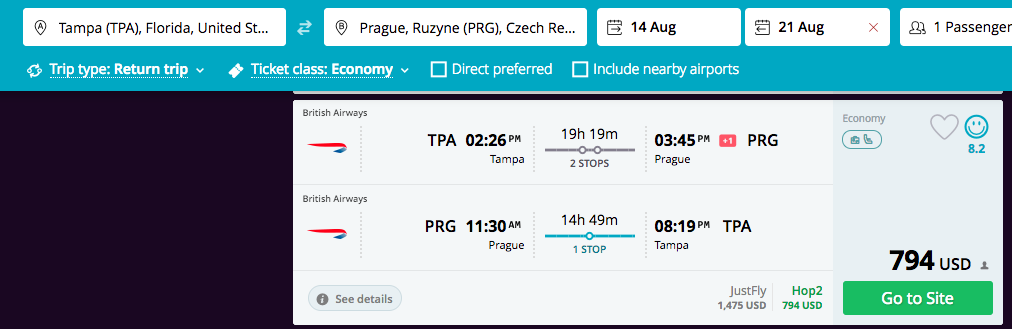 Tampa (TPA), Florida, United St...
Prague, Ruzyne (PRG), Czech Re...
14 Aug
21 Aug
1 Passenger
Trip type: Return trip
Ticket class: Economy
Direct preferred
Include nearby airports
British Airways
TPA 02:26 PM
Tampa
19h 19m
2 STOPS
03:45 PM +1 PRG
Prague
British Airways
PRG 11:30 AM
Prague
14h 49m
1 STOP
08:19 PM TPA
Tampa
See details
JustFly
1,475 USD
Hop2
794 USD
Economy
8.2
794 USD
Go to Site